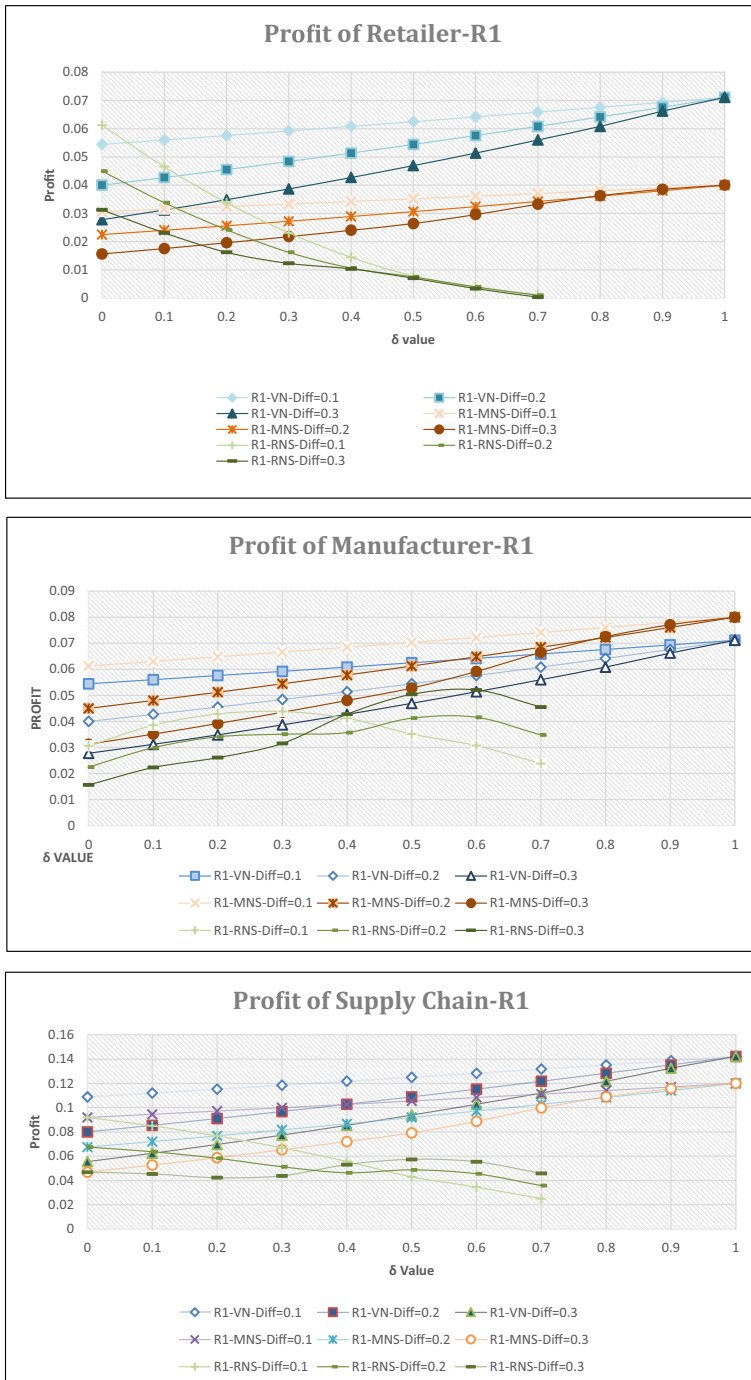 Profit of Retailer-R1
0.08
0.07
0.06
0.05
0.04
0.03
0.02
0.01
0
Profit
0 0.1 0.2 0.3 0.4 0.5 0.6 0.7 0.8 0.9 1
δ value
R1-VN-Diff=0.1 R1-VN-Diff=0.2
R1-VN-Diff=0.3 R1-MNS-Diff=0.1
R1-MNS-Diff=0.2 R1-MNS-Diff=0.3
R1-RNS-Diff=0.1 R1-RNS-Diff=0.2
R1-RNS-Diff=0.3
Profit of Manufacturer-R1
0.09
0.08
0.07
0.06
0.05
0.04
0.03
0.02
0.01
0
PROFIT
0 0.1 0.2 0.3 0.4 0.5 0.6 0.7 0.8 0.9 1
δ VALUE
R1-VN-Diff=0.1 R1-VN-Diff=0.2 R1-VN-Diff=0.3
R1-MNS-Diff=0.1 R1-MNS-Diff=0.2 R1-MNS-Diff=0.3
R1-RNS-Diff=0.1 R1-RNS-Diff=0.2 R1-RNS-Diff=0.3
Profit of Supply Chain-R1
0.16
0.14
0.12
0.1
0.08
0.06
0.04
0.02
0
Profit
0 0.1 0.2 0.3 0.4 0.5 0.6 0.7 0.8 0.9 1
δ Value
R1-VN-Diff=0.1 R1-VN-Diff=0.2 R1-VN-Diff=0.3
R1-MNS-Diff=0.1 R1-MNS-Diff=0.2 R1-MNS-Diff=0.3
R1-RNS-Diff=0.1 R1-RNS-Diff=0.2 R1-RNS-Diff=0.3